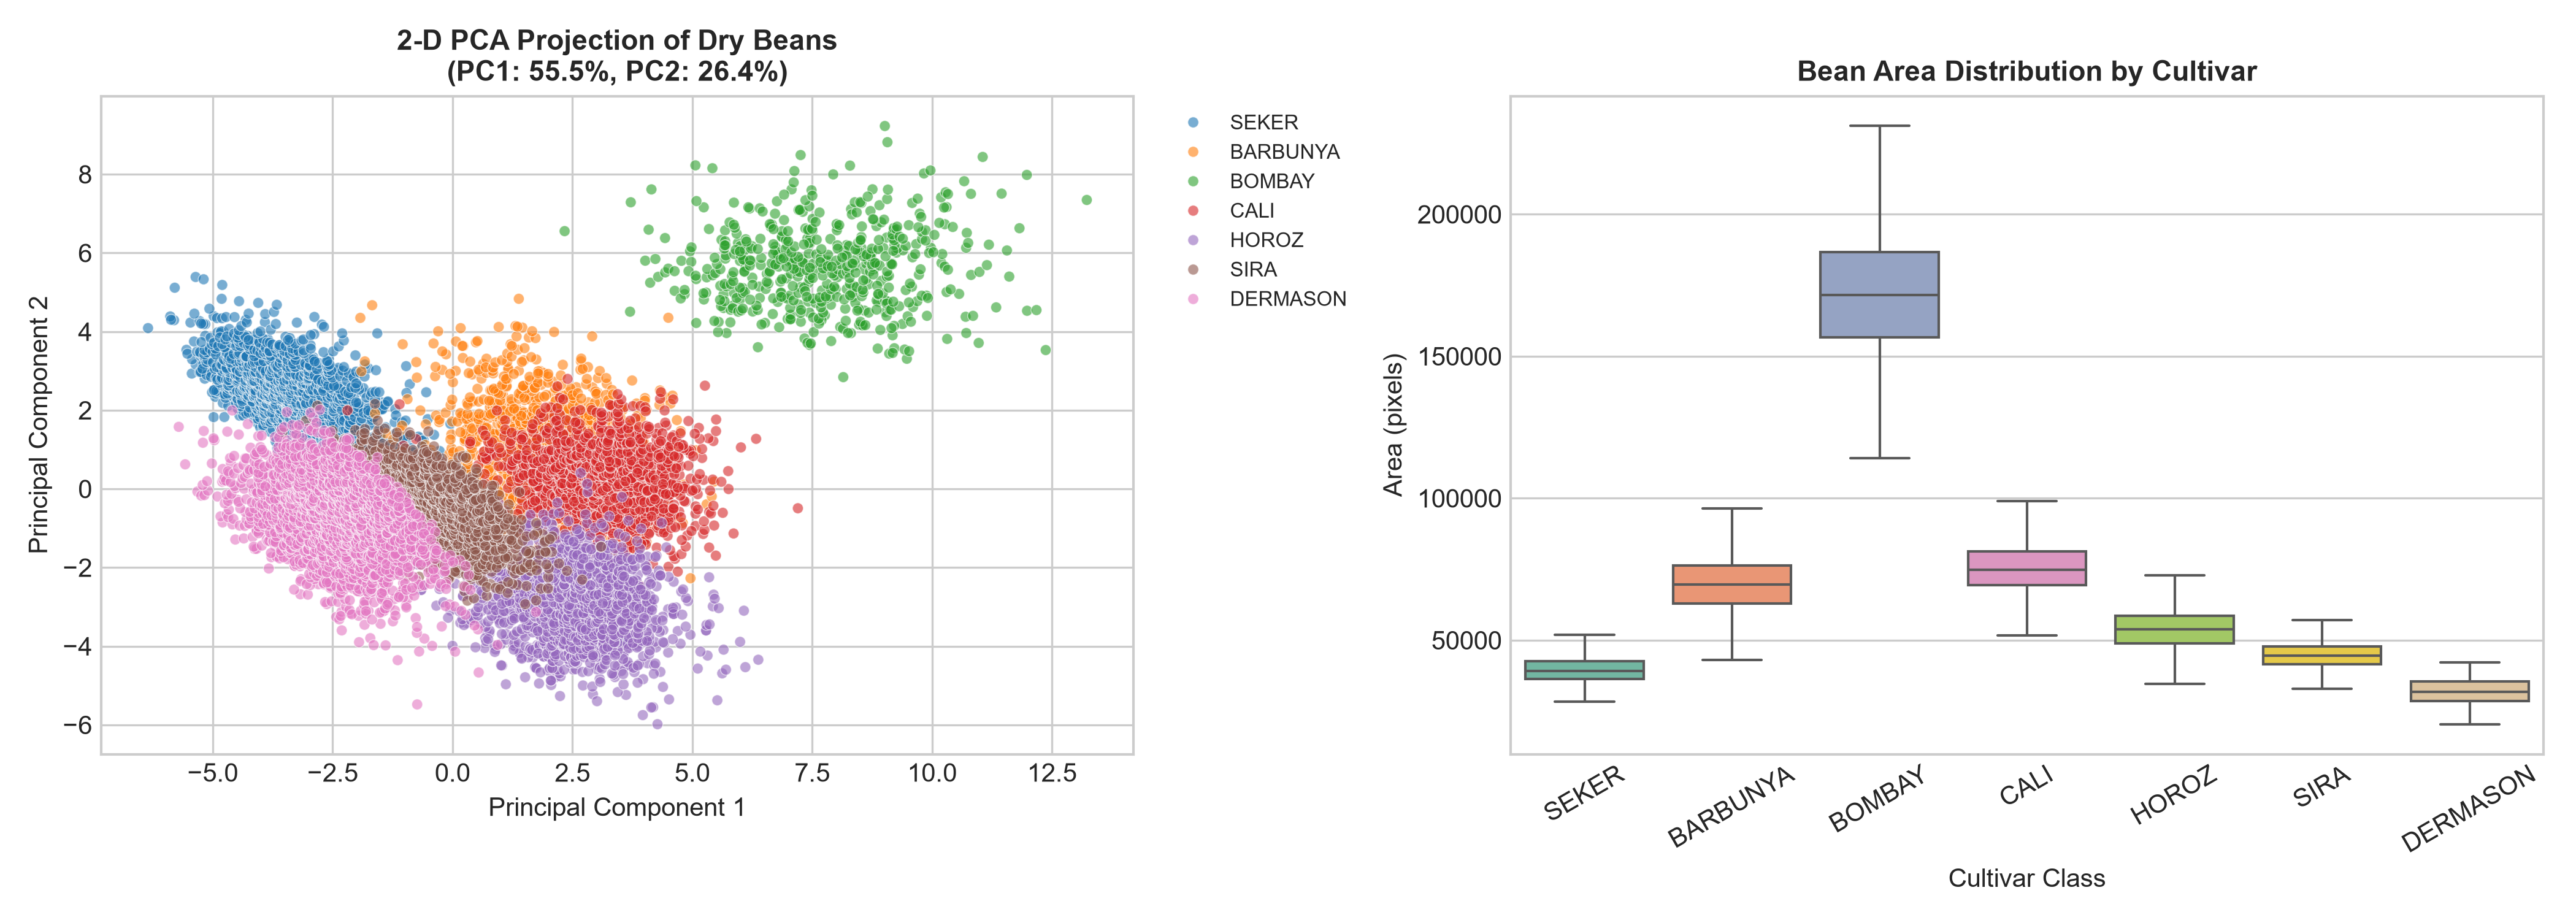 2-D PCA Projection of Dry Beans
(PC1: 55.5%, PC2: 26.4%)
Principal Component 2
8
6
4
2
0
−2
−4
−6
−5.0 −2.5 0.0 2.5 5.0 7.5 10.0 12.5
Principal Component 1
SEKER
BARBUNYA
BOMBAY
CALI
HOROZ
SIRA
DERMASON
Bean Area Distribution by Cultivar
Area (pixels)
200000
150000
100000
50000
SEKER BARBUNYA BOMBAY CALI HOROZ SIRA DERMASON
Cultivar Class